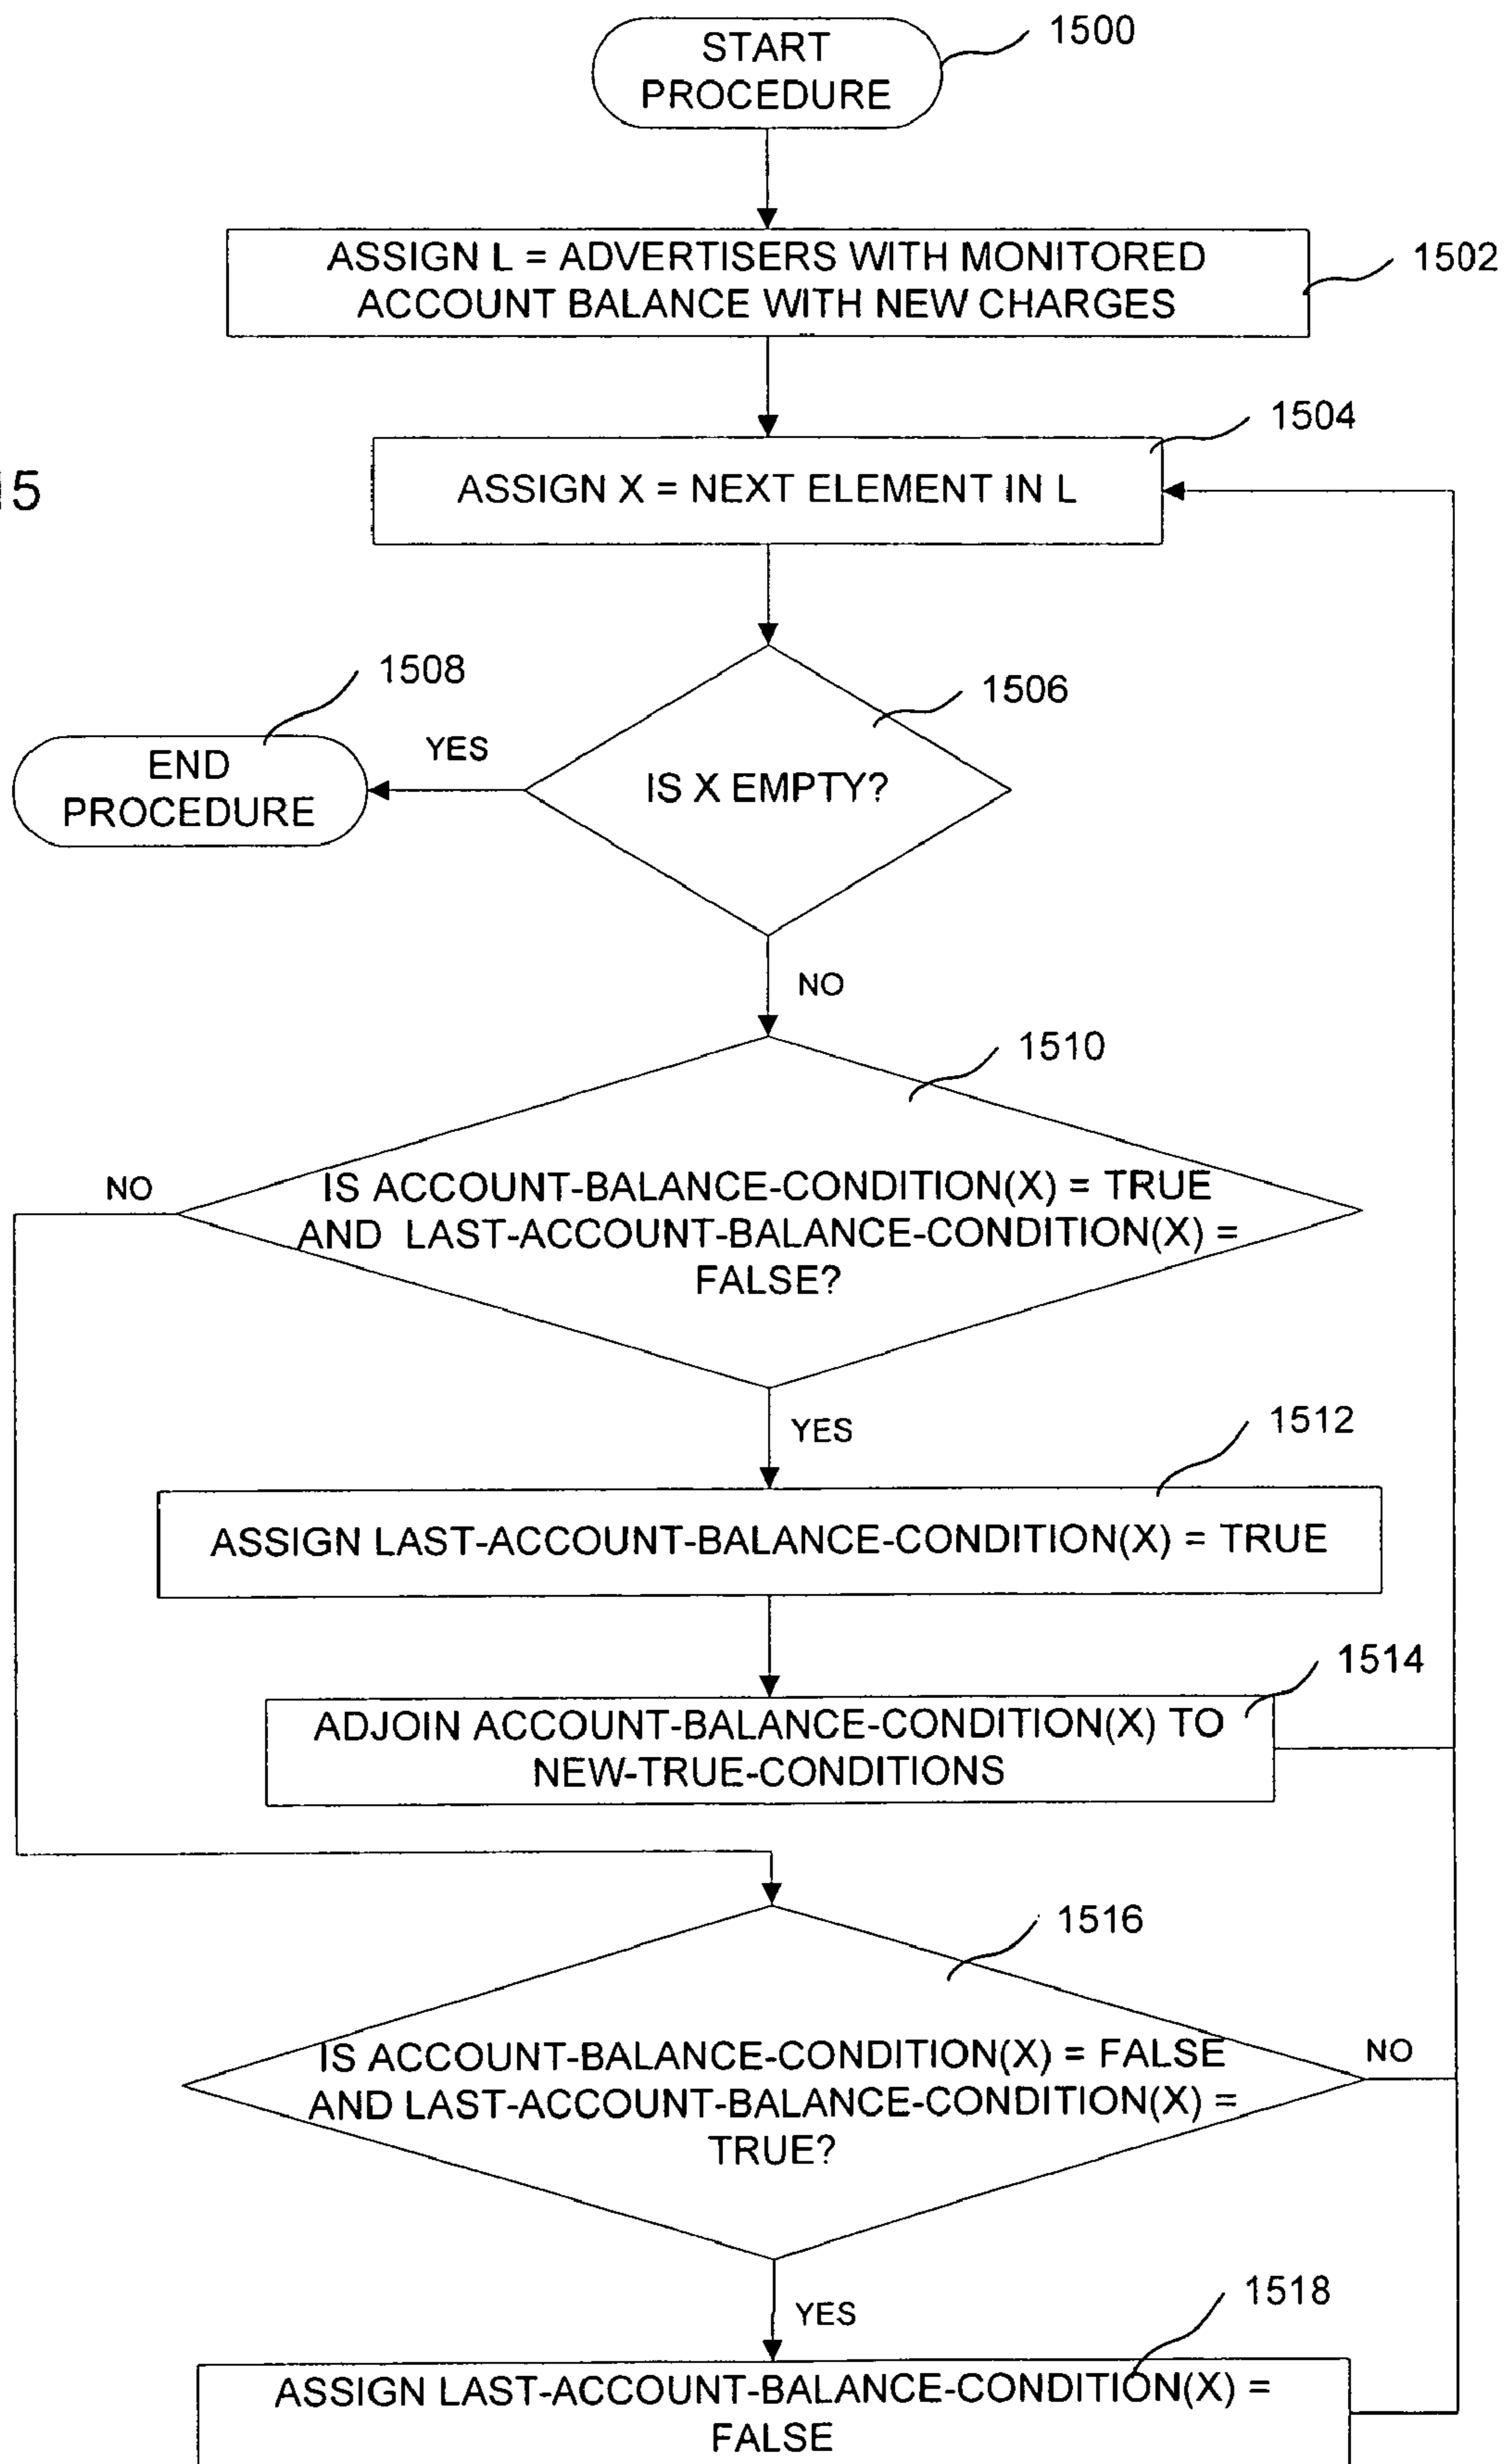 START
PROCEDURE
1500
ASSIGN L = ADVERTISERS WITH MONITORED
ACCOUNT BALANCE WITH NEW CHARGES
1502
15
ASSIGN X = NEXT ELEMENT IN L
1504
IS X EMPTY?
1506
YES
END
PROCEDURE
1508
NO
IS ACCOUNT-BALANCE-CONDITION(X) = TRUE
AND LAST-ACCOUNT-BALANCE-CONDITION(X) =
FALSE?
1510
NO
YES
ASSIGN LAST-ACCOUNT-BALANCE-CONDITION(X) = TRUE
1512
ADJOIN ACCOUNT-BALANCE-CONDITION(X) TO
NEW-TRUE-CONDITIONS
1514
IS ACCOUNT-BALANCE-CONDITION(X) = FALSE
AND LAST-ACCOUNT-BALANCE-CONDITION(X) =
TRUE?
1516
NO
YES
ASSIGN LAST-ACCOUNT-BALANCE-CONDITION(X) =
FALSE
1518